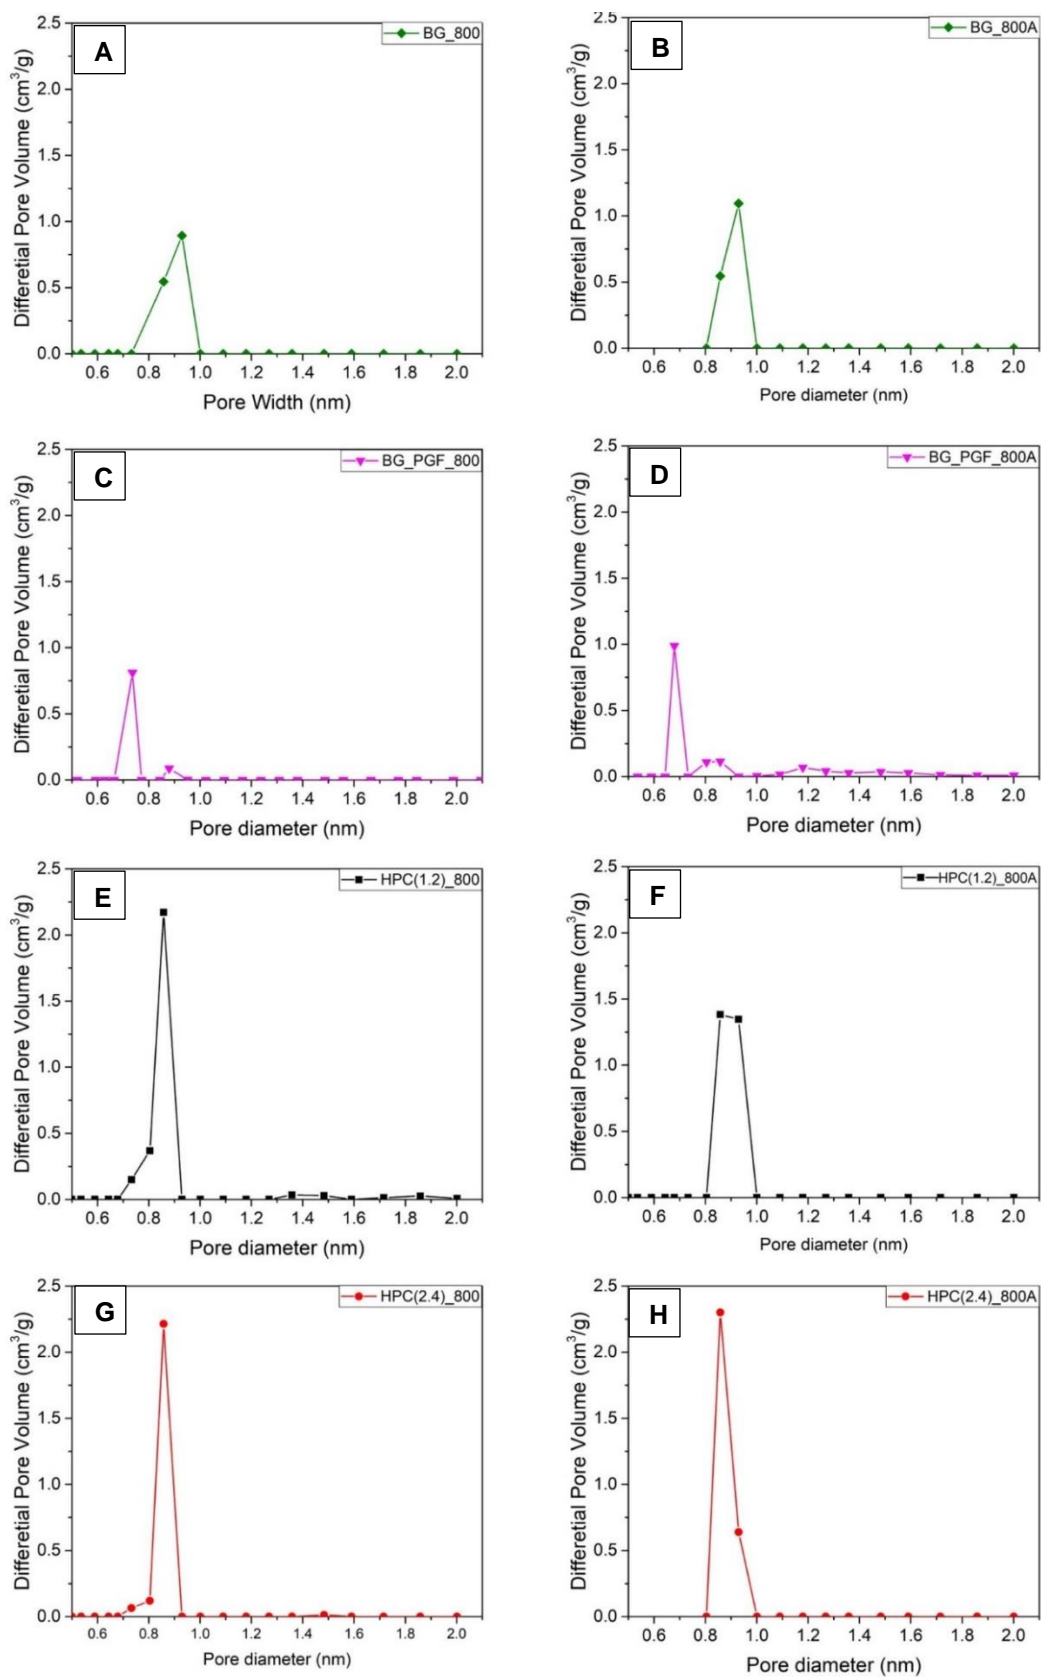 A
BG_800
Differetial Pore Volume (cm³/g)
2.5
2.0
1.5
1.0
0.5
0.0
0.6 0.8 1.0 1.2 1.4 1.6 1.8 2.0
Pore Width (nm)
B
BG_800A
Differetial Pore Volume (cm³/g)
2.5
2.0
1.5
1.0
0.5
0.0
0.6 0.8 1.0 1.2 1.4 1.6 1.8 2.0
Pore diameter (nm)
C
BG_PGF_800
Differetial Pore Volume (cm³/g)
2.5
2.0
1.5
1.0
0.5
0.0
0.6 0.8 1.0 1.2 1.4 1.6 1.8 2.0
Pore diameter (nm)
D
BG_PGF_800A
Differetial Pore Volume (cm³/g)
2.5
2.0
1.5
1.0
0.5
0.0
0.6 0.8 1.0 1.2 1.4 1.6 1.8 2.0
Pore diameter (nm)
E
HPC(1.2)_800
Differetial Pore Volume (cm³/g)
2.5
2.0
1.5
1.0
0.5
0.0
0.6 0.8 1.0 1.2 1.4 1.6 1.8 2.0
Pore diameter (nm)
F
HPC(1.2)_800A
Differetial Pore Volume (cm³/g)
2.5
2.0
1.5
1.0
0.5
0.0
0.6 0.8 1.0 1.2 1.4 1.6 1.8 2.0
Pore diameter (nm)
G
HPC(2.4)_800
Differetial Pore Volume (cm³/g)
2.5
2.0
1.5
1.0
0.5
0.0
0.6 0.8 1.0 1.2 1.4 1.6 1.8 2.0
Pore diameter (nm)
H
HPC(2.4)_800A
Differetial Pore Volume (cm³/g)
2.5
2.0
1.5
1.0
0.5
0.0
0.6 0.8 1.0 1.2 1.4 1.6 1.8 2.0
Pore diameter (nm)